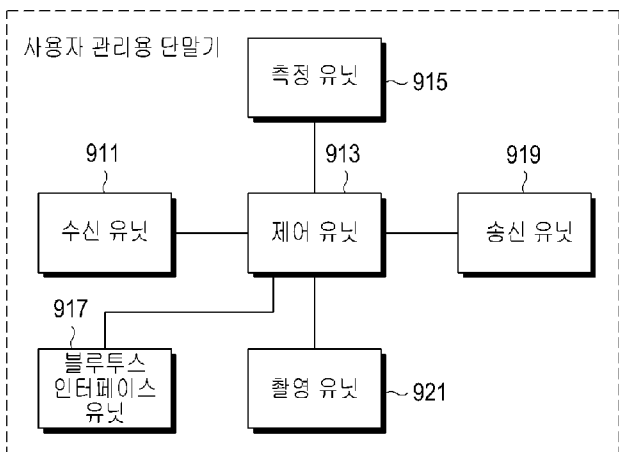 사용자 관리용 단말기
측정 유닛
915
911
913
919
수신 유닛
제어 유닛
송신 유닛
917
블루투스
인터페이스
유닛
촬영 유닛
921